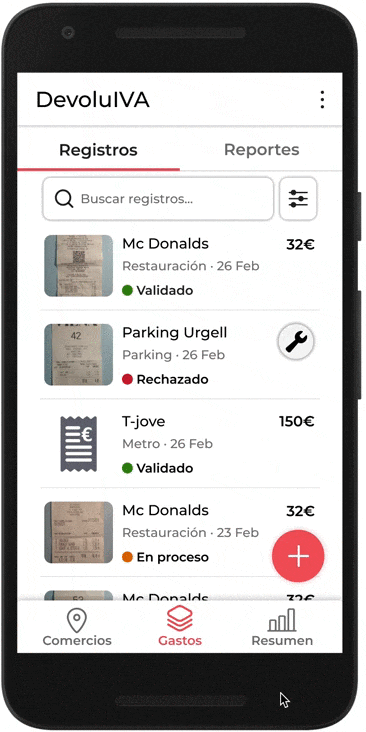 DevoluIVA
Registros Reportes
Buscar registros...
Mc Donalds 32€
Restauración · 26 Feb
Validado
42
Parking Urgell
Parking · 26 Feb
Rechazado
€
T-jove 150€
Metro · 26 Feb
Validado
Mc Donalds 32€
Restauración · 23 Feb
En proceso
Mc Donalds 32€
Comercios Gastos Resumen